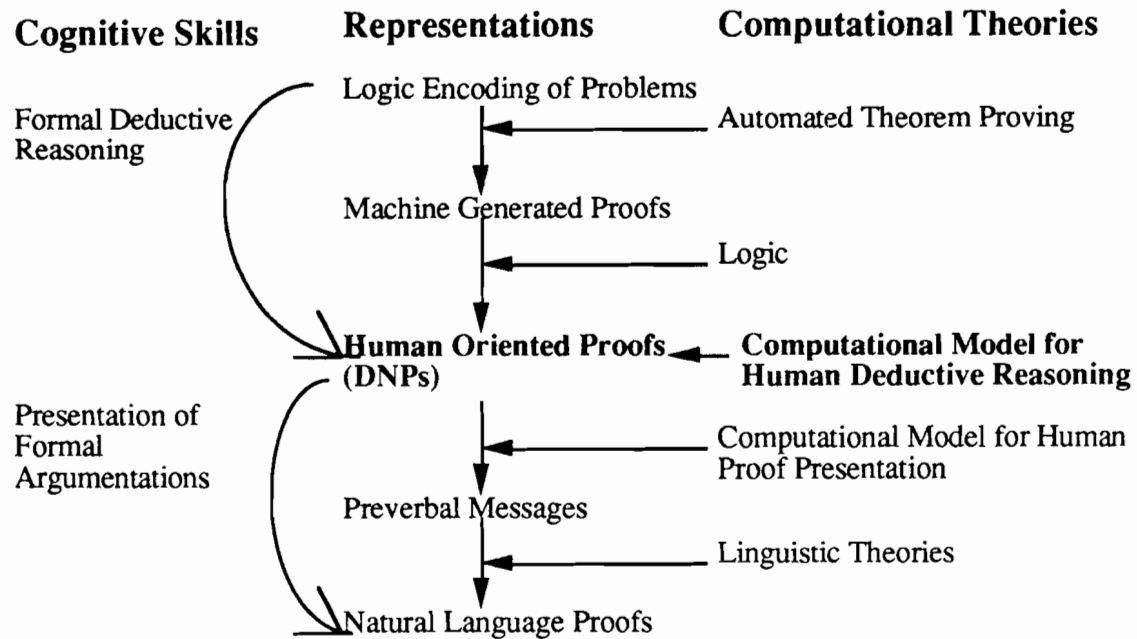 Cognitive Skills
Representations
Computational Theories
Logic Encoding of Problems
Formal Deductive
Reasoning
Automated Theorem Proving
Machine Generated Proofs
Logic
Human Oriented Proofs
(DNPs)
Computational Model for
Human Deductive Reasoning
Presentation of
Formal
Argumentations
Computational Model for Human
Proof Presentation
Preverbal Messages
Linguistic Theories
Natural Language Proofs